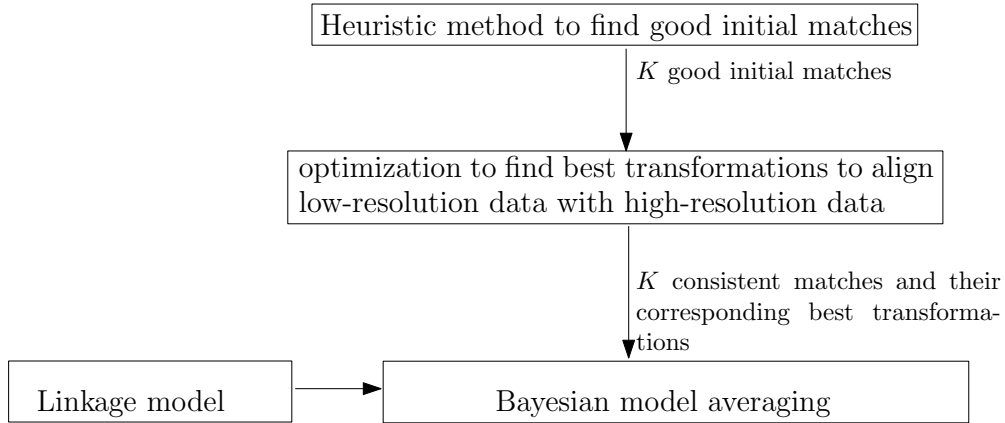 Heuristic method to find good initial matches
K good initial matches
optimization to find best transformations to align
low-resolution data with high-resolution data
K consistent matches and their
corresponding best transforma-
tions
Linkage model
Bayesian model averaging